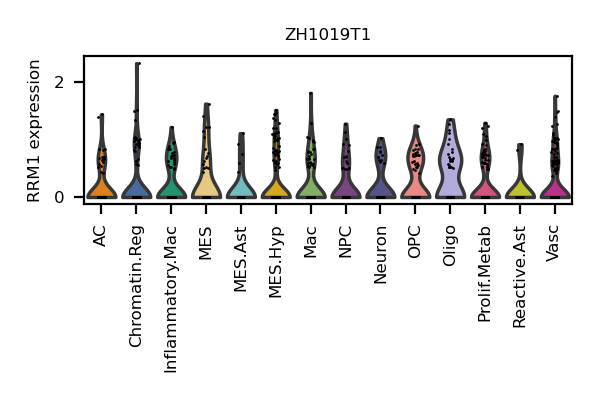 ZH1019T1
RRM1 expression
2
0
AC
Chromatin.Reg
Inflammatory.Mac
MES
MES.Ast
MES.Hyp
Mac
NPC
Neuron
OPC
Oligo
Prolif.Metab
Reactive.Ast
Vasc